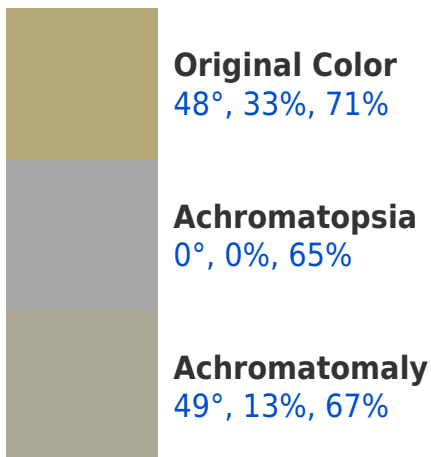 Original Color
48°, 33%, 71%
Achromatopsia
0°, 0%, 65%
Achromatomaly
49°, 13%, 67%